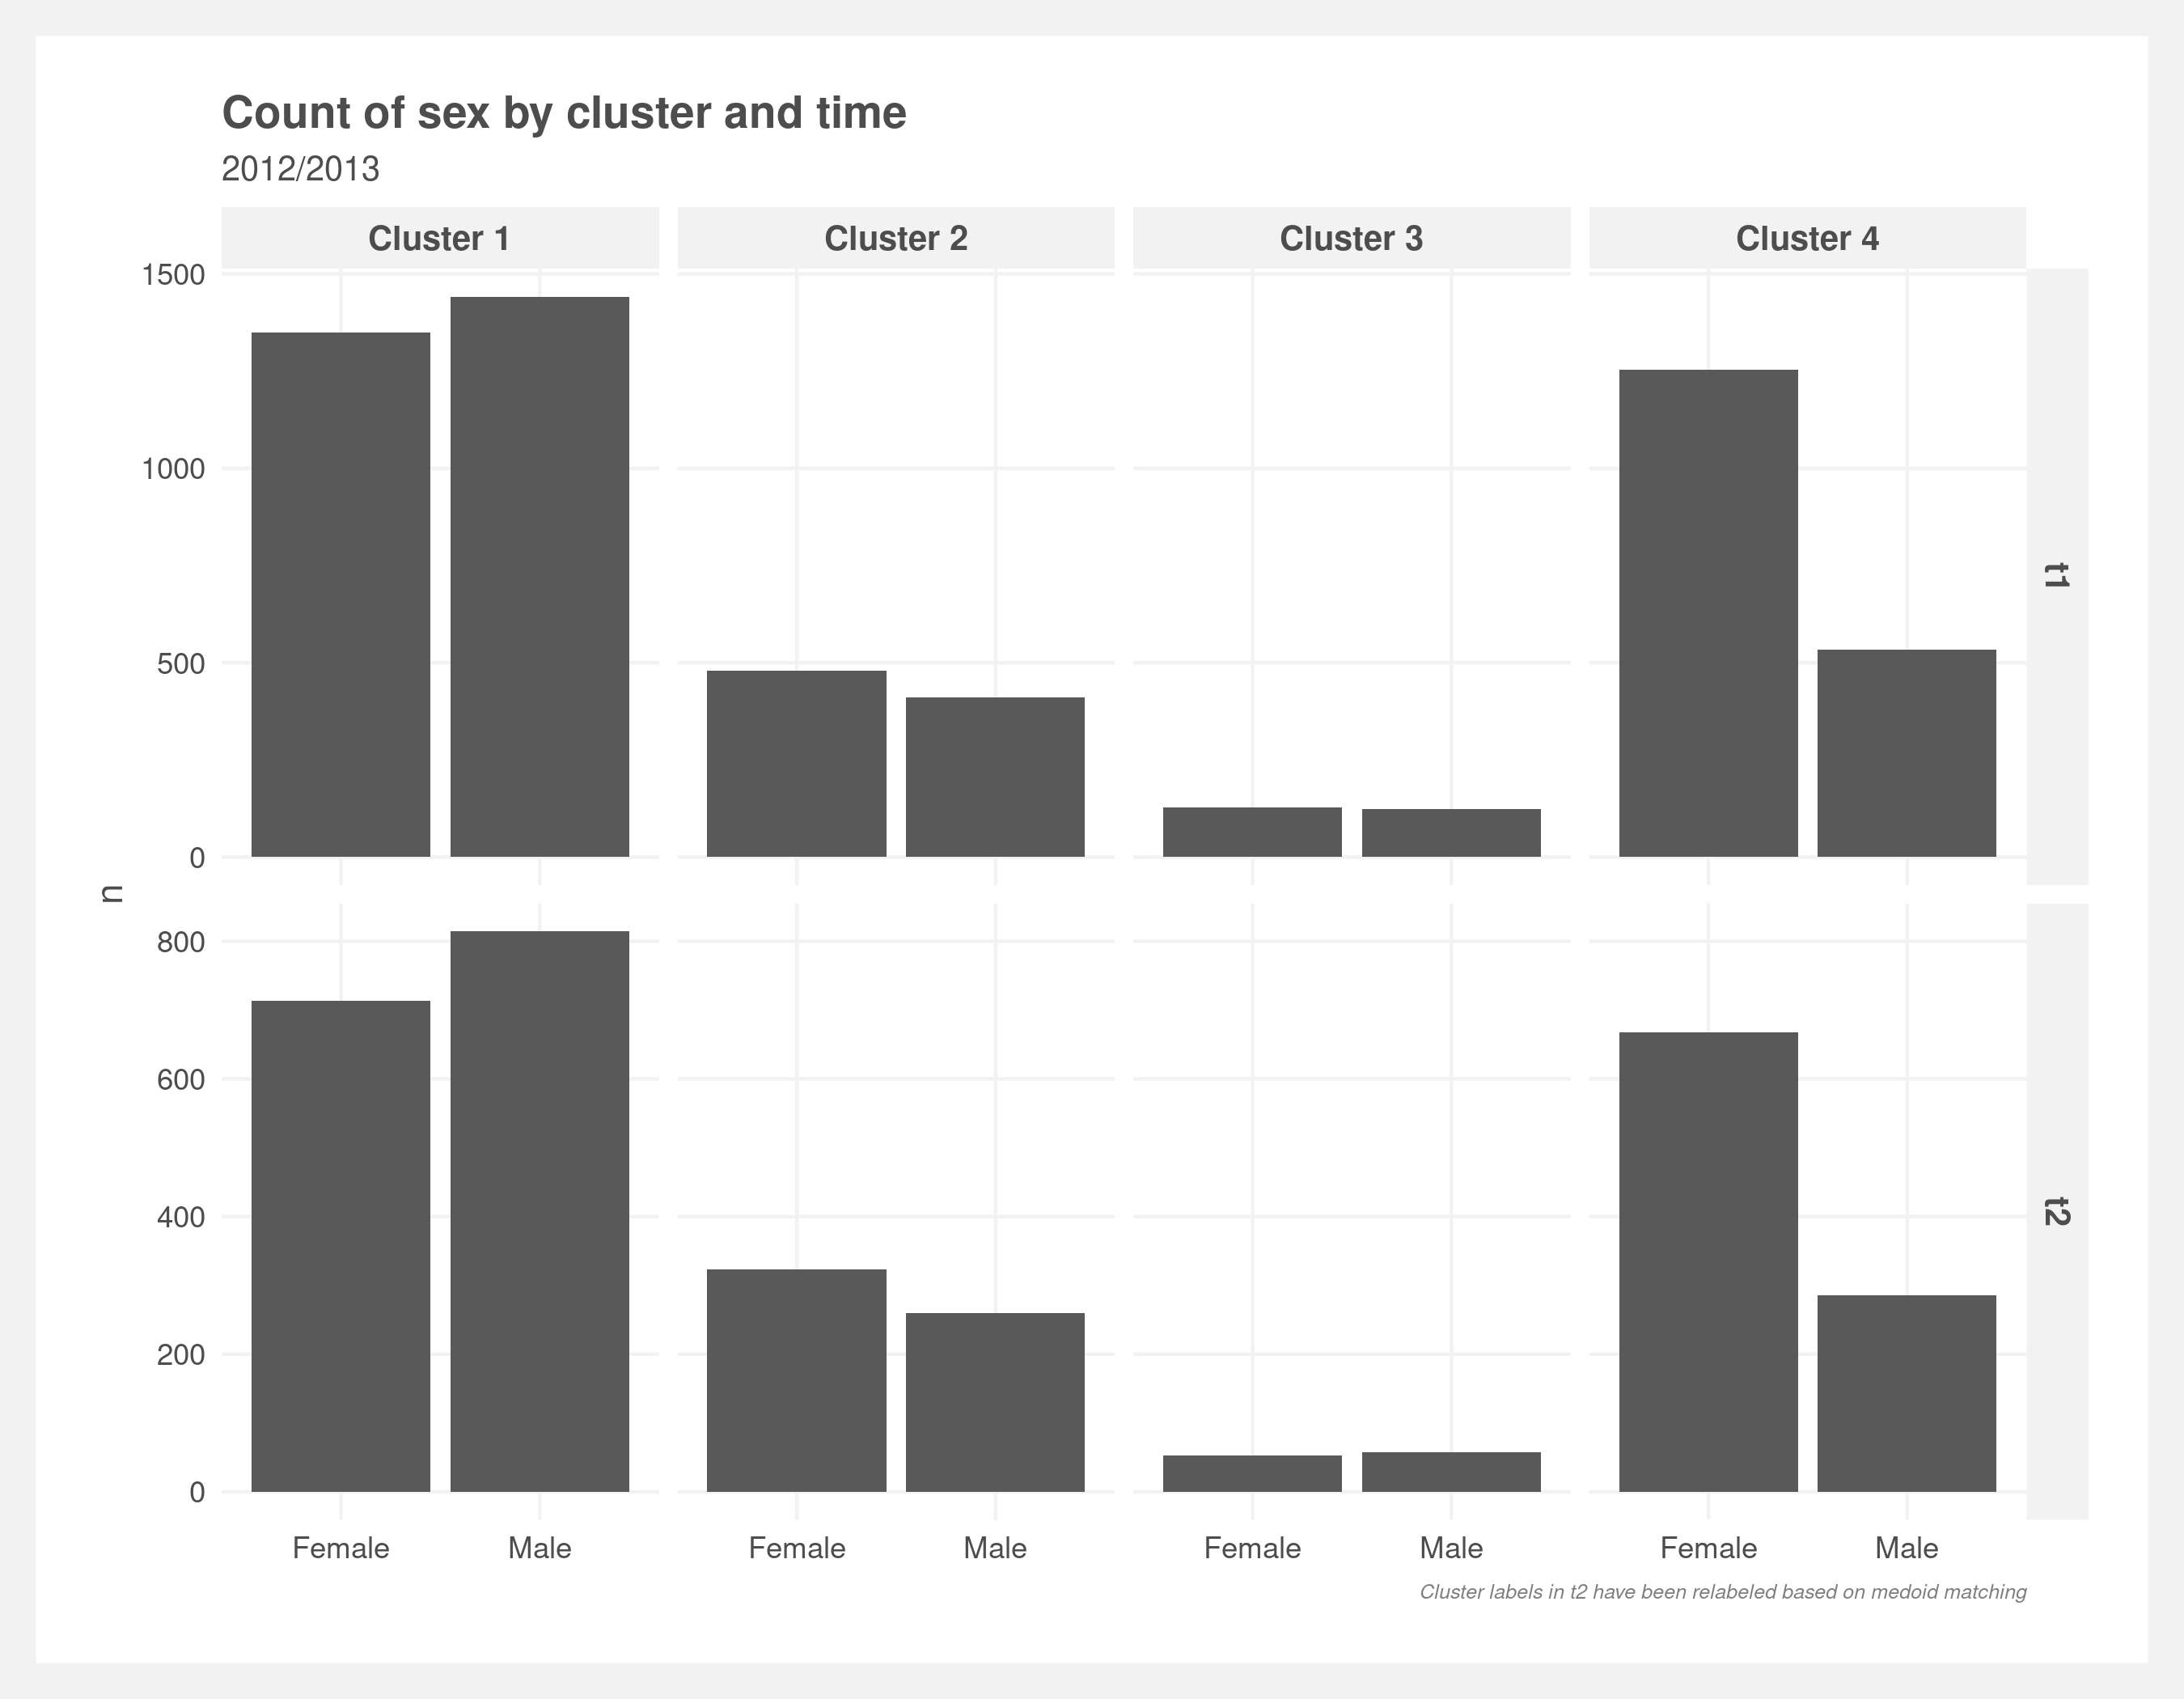 Count of sex by cluster and time
2012/2013
Cluster 1 Cluster 2 Cluster 3 Cluster 4
1500
1000
500
0
t1
n
800
600
400
200
0
t2
Female Male Female Male Female Male Female Male
Cluster labels in t2 have been relabeled based on medoid matching